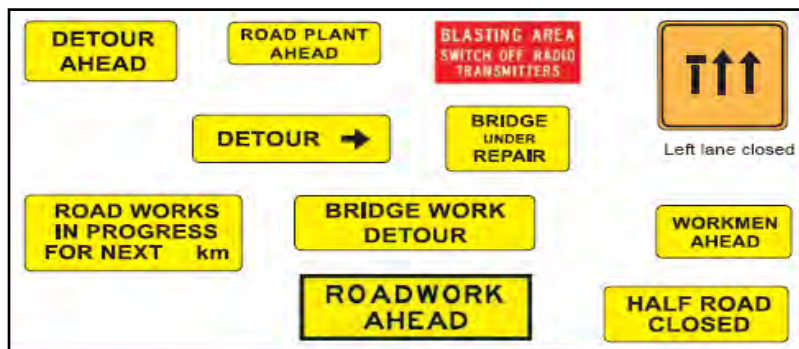 DETOUR
AHEAD
ROAD PLANT
AHEAD
BLASTING AREA
SWITCH OFF RADIO
TRANSMITTERS
Left lane closed
DETOUR
BRIDGE
UNDER
REPAIR
ROAD WORKS
IN PROGRESS
FOR NEXT km
BRIDGE WORK
DETOUR
WORKMEN
AHEAD
ROADWORK
AHEAD
HALF ROAD
CLOSED